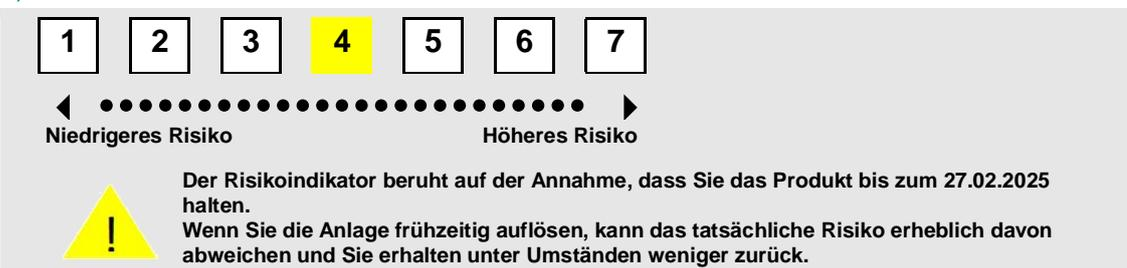 1 2 3 4 5 6 7
Niedrigeres Risiko Höheres Risiko
Der Risikoindikator beruht auf der Annahme, dass Sie das Produkt bis zum 27.02.2025
halten.
! Wenn Sie die Anlage frühzeitig auflösen, kann das tatsächliche Risiko erheblich davon
abweichen und Sie erhalten unter Umständen weniger zurück.